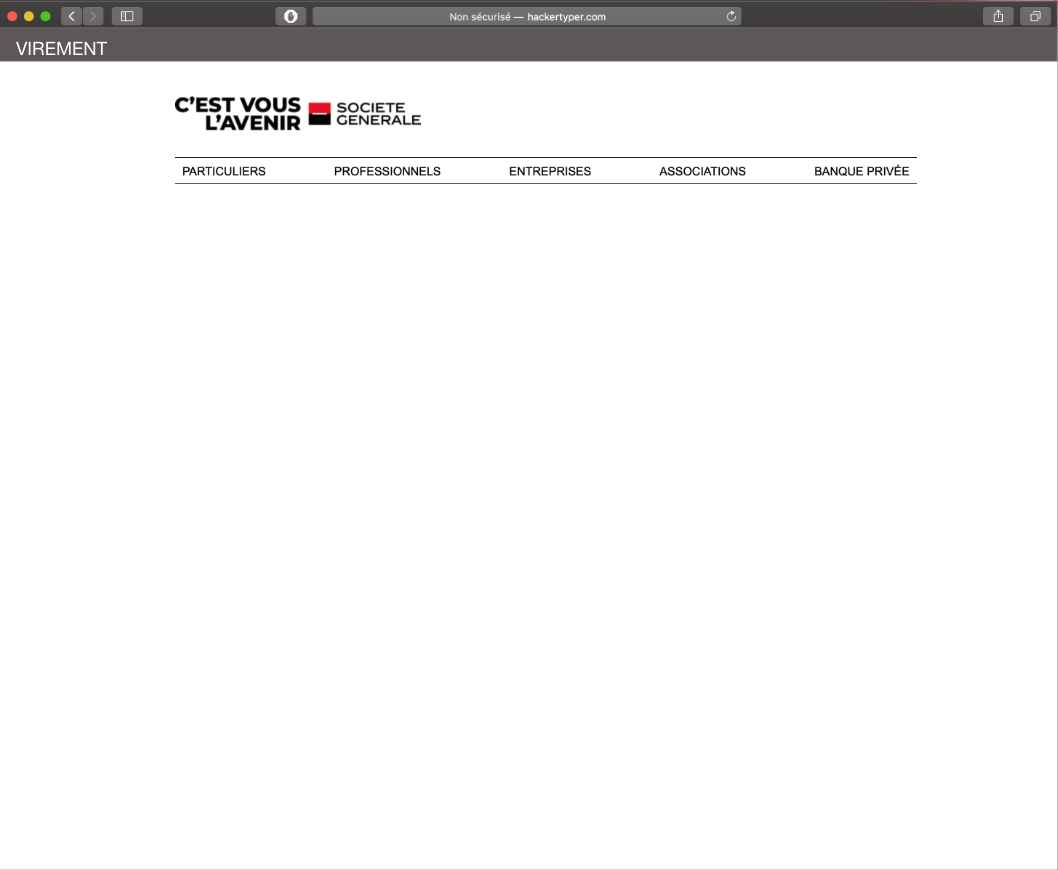 Non sécurisé — hackertyper.com
VIREMENT
C'EST VOUS
L'AVENIR
SOCIETE
GENERALE
PARTICULIERS PROFESSIONNELS ENTREPRISES ASSOCIATIONS BANQUE PRIVÉE